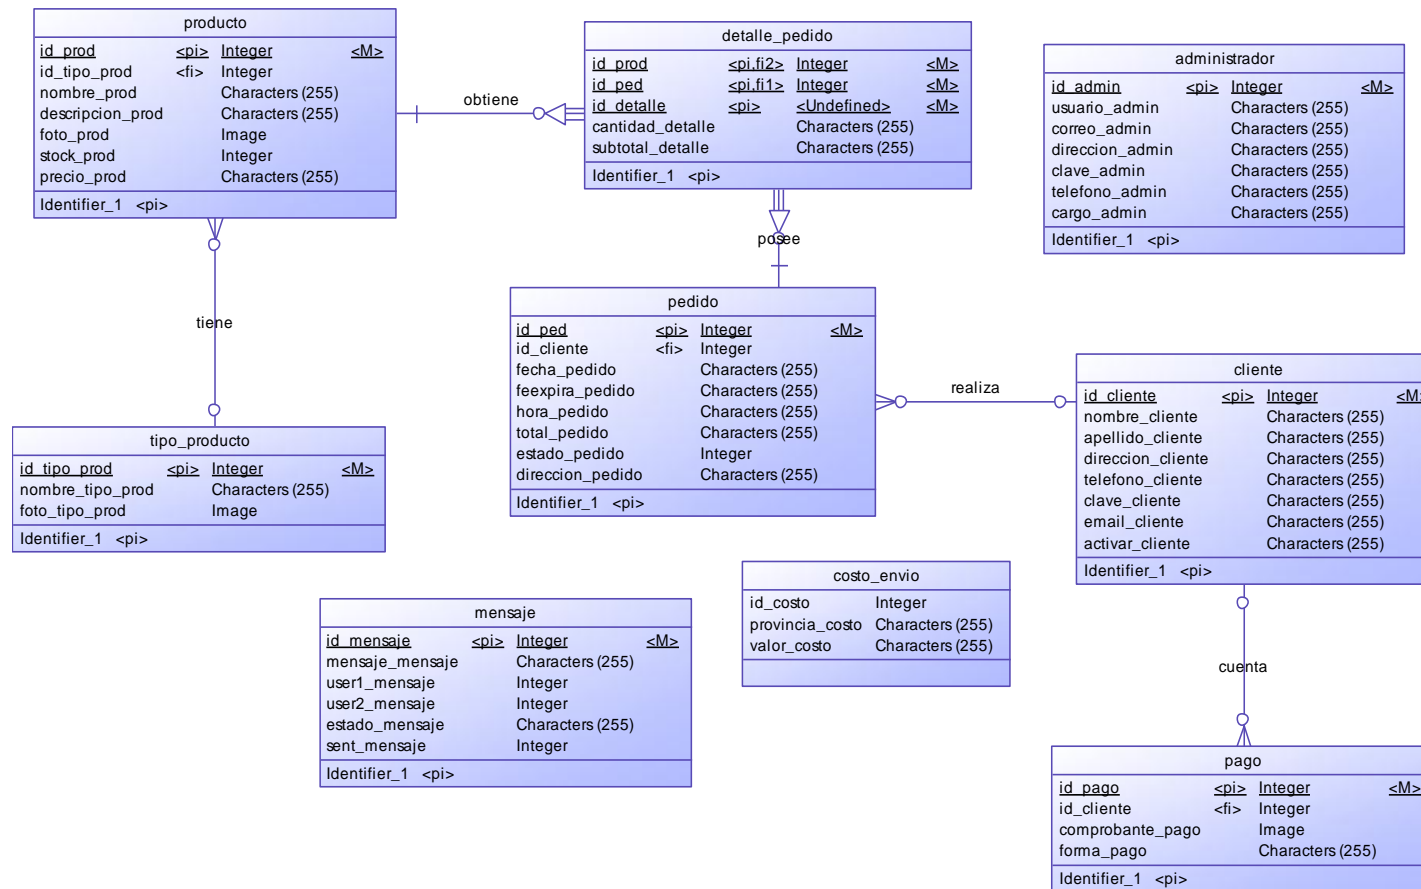 producto
id_prod <pi> Integer <M>
id_tipo_prod <fi> Integer
nombre_prod Characters (255)
descripcion_prod Characters (255)
foto_prod Image
stock_prod Integer
precio_prod Characters (255)
Identifier_1 <pi>
obtiene
detalle_pedido
id_prod <pi,fi2> Integer <M>
id_ped <pi,fi1> Integer <M>
id_detalle <pi> <Undefined> <M>
cantidad_detalle Characters (255)
subtotal_detalle Characters (255)
Identifier_1 <pi>
administrador
id_admin <pi> Integer <M>
usuario_admin Characters (255)
correo_admin Characters (255)
direccion_admin Characters (255)
clave_admin Characters (255)
telefono_admin Characters (255)
cargo_admin Characters (255)
Identifier_1 <pi>
posee
tiene
pedido
id_ped <pi> Integer <M>
id_cliente <fi> Integer
fecha_pedido Characters (255)
feexpira_pedido Characters (255)
hora_pedido Characters (255)
total_pedido Characters (255)
estado_pedido Integer
direccion_pedido Characters (255)
Identifier_1 <pi>
realiza
cliente
id_cliente <pi> Integer <M>
nombre_cliente Characters (255)
apellido_cliente Characters (255)
direccion_cliente Characters (255)
telefono_cliente Characters (255)
clave_cliente Characters (255)
email_cliente Characters (255)
activar_cliente Characters (255)
Identifier_1 <pi>
tipo_producto
id_tipo_prod <pi> Integer <M>
nombre_tipo_prod Characters (255)
foto_tipo_prod Image
Identifier_1 <pi>
mensaje
id_mensaje <pi> Integer <M>
mensaje_mensaje Characters (255)
user1_mensaje Integer
user2_mensaje Integer
estado_mensaje Characters (255)
sent_mensaje Integer
Identifier_1 <pi>
costo_envio
id_costo Integer
provincia_costo Characters (255)
valor_costo Characters (255)
cuenta
pago
id_pago <pi> Integer <M>
id_cliente <fi> Integer
comprobante_pago Image
forma_pago Characters (255)
Identifier_1 <pi>